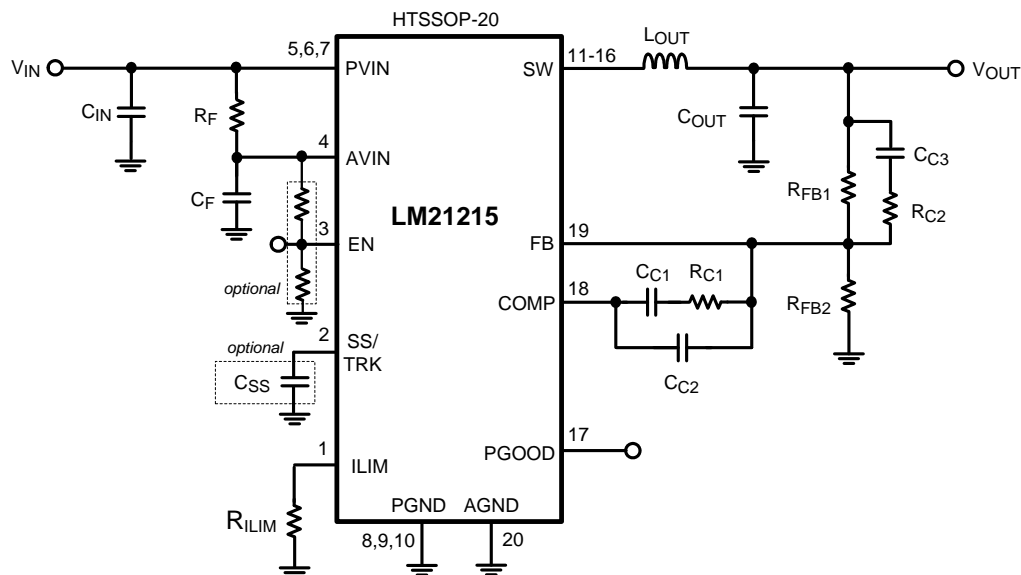 HTSSOP-20
VIN
5,6,7
PVIN
SW
11-16
LOUT
VOUT
CIN
RF
COUT
CC3
4
AVIN
CF
RFB1
RC2
LM21215
3
EN
FB
19
optional
CC1
RC1
COMP
18
RFB2
CC2
2
SS/
TRK
optional
CSS
17
PGOOD
1
ILIM
RILIM
PGND
AGND
8,9,10
20